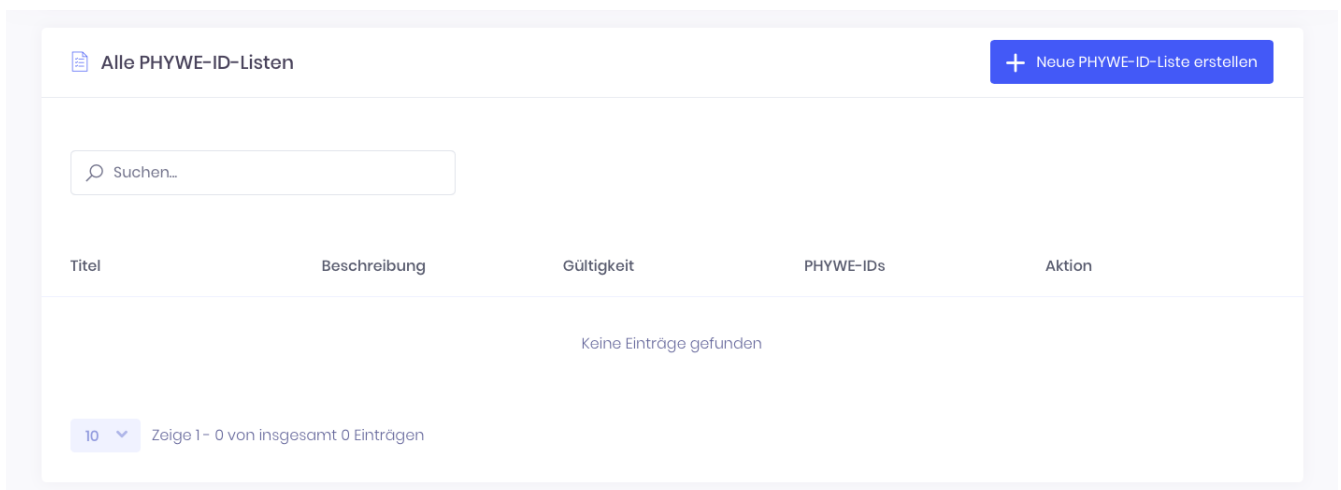 Alle PHYWE-ID-Listen
Neue PHYWE-ID-Liste erstellen
Suchen...
Titel Beschreibung Gültigkeit PHYWE-IDs Aktion
Keine Einträge gefunden
10 Zeige 1 - 0 von insgesamt 0 Einträgen